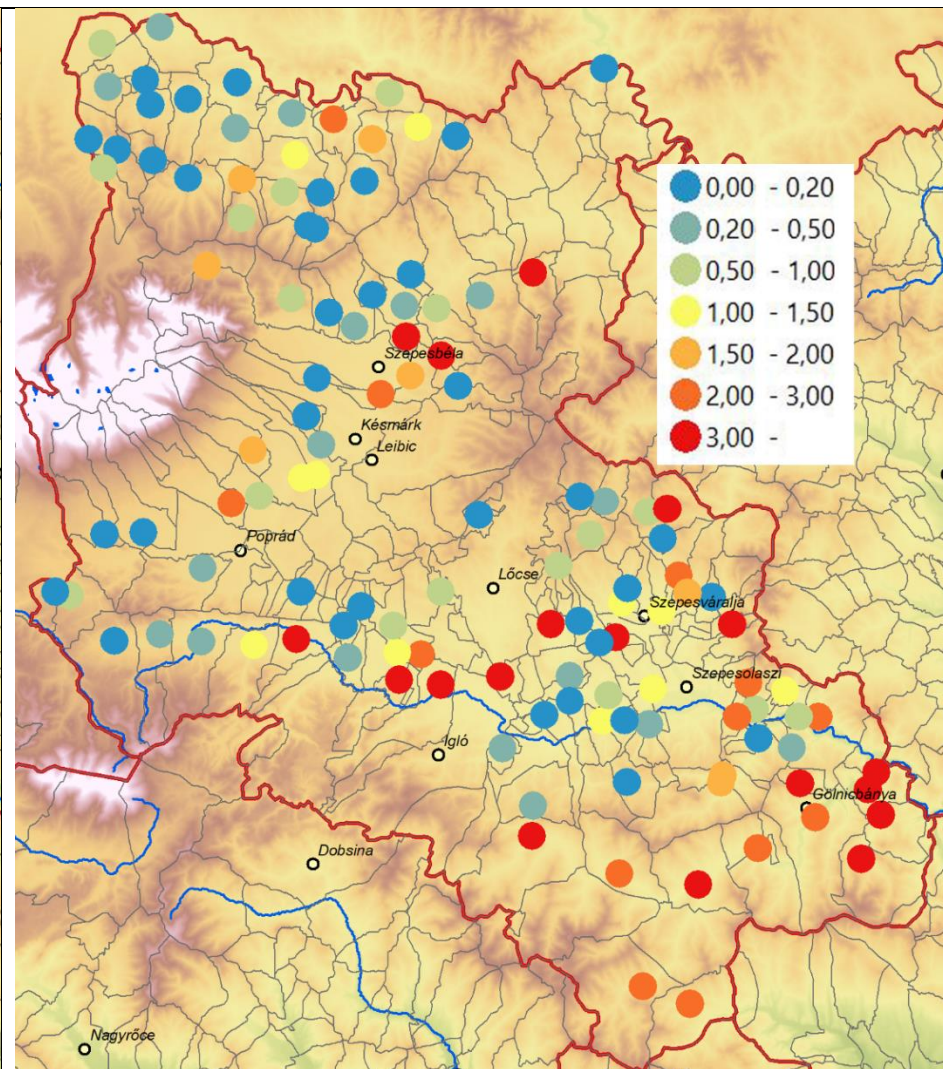 0,00 - 0,20
0,20 - 0,50
0,50 - 1,00
1,00 - 1,50
1,50 - 2,00
2,00 - 3,00
3,00 -
Szepesbéla
Késmárk
Leibic
Poprád
Lőcse
Szepesváralja
Szepesolaszi
Igló
Gölnicbánya
Dobsina
Nagyrőce